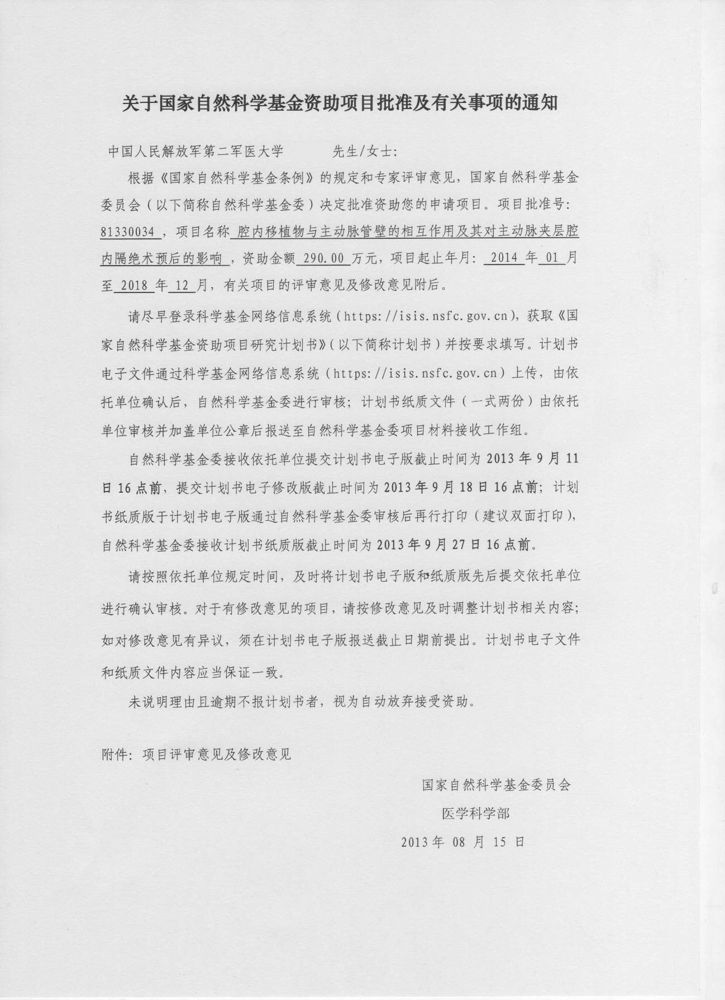 关于国家自然科学基金资助项目批准及有关事项的通知
中国人民解放军第二军医大学 先生/女士：
根据《国家自然科学基金条例》的规定和专家评审意见，国家自然科学基金
委员会（以下简称自然科学基金委）决定批准资助您的申请项目。项目批准号：
81330034 ，项目名称 腔内移植物与主动脉管壁的相互作用及其对主动脉夹层腔
内隔绝术预后的影响 ，资助金额 290.00 万元，项目起止年月： 2014 年 01 月
至 2018 年 12 月，有关项目的评审意见及修改意见附后。
请尽早登录科学基金网络信息系统（https://isis.nsfc.gov.cn），获取《国
家自然科学基金资助项目研究计划书》（以下简称计划书）并按要求填写。计划书
电子文件通过科学基金网络信息系统（https://isis.nsfc.gov.cn）上传，由依
托单位确认后，自然科学基金委进行审核；计划书纸质文件（一式两份）由依托
单位审核并加盖单位公章后报送至自然科学基金委项目材料接收工作组。
自然科学基金委接收依托单位提交计划书电子版截止时间为 2013 年 9 月 11
日 16 点前，提交计划书电子修改版截止时间为 2013 年 9 月 18 日 16 点前；计划
书纸质版于计划书电子版通过自然科学基金委审核后再行打印（建议双面打印），
自然科学基金委接收计划书纸质版截止时间为 2013 年 9 月 27 日 16 点前。
请按照依托单位规定时间，及时将计划书电子版和纸质版先后提交依托单位
进行确认审核。对于有修改意见的项目，请按修改意见及时调整计划书相关内容；
如对修改意见有异议，须在计划书电子版报送截止日期前提出。计划书电子文件
和纸质文件内容应当保证一致。
未说明理由且逾期不报计划书者，视为自动放弃接受资助。
附件：项目评审意见及修改意见
国家自然科学基金委员会
医学科学部
2013 年 08 月 15 日